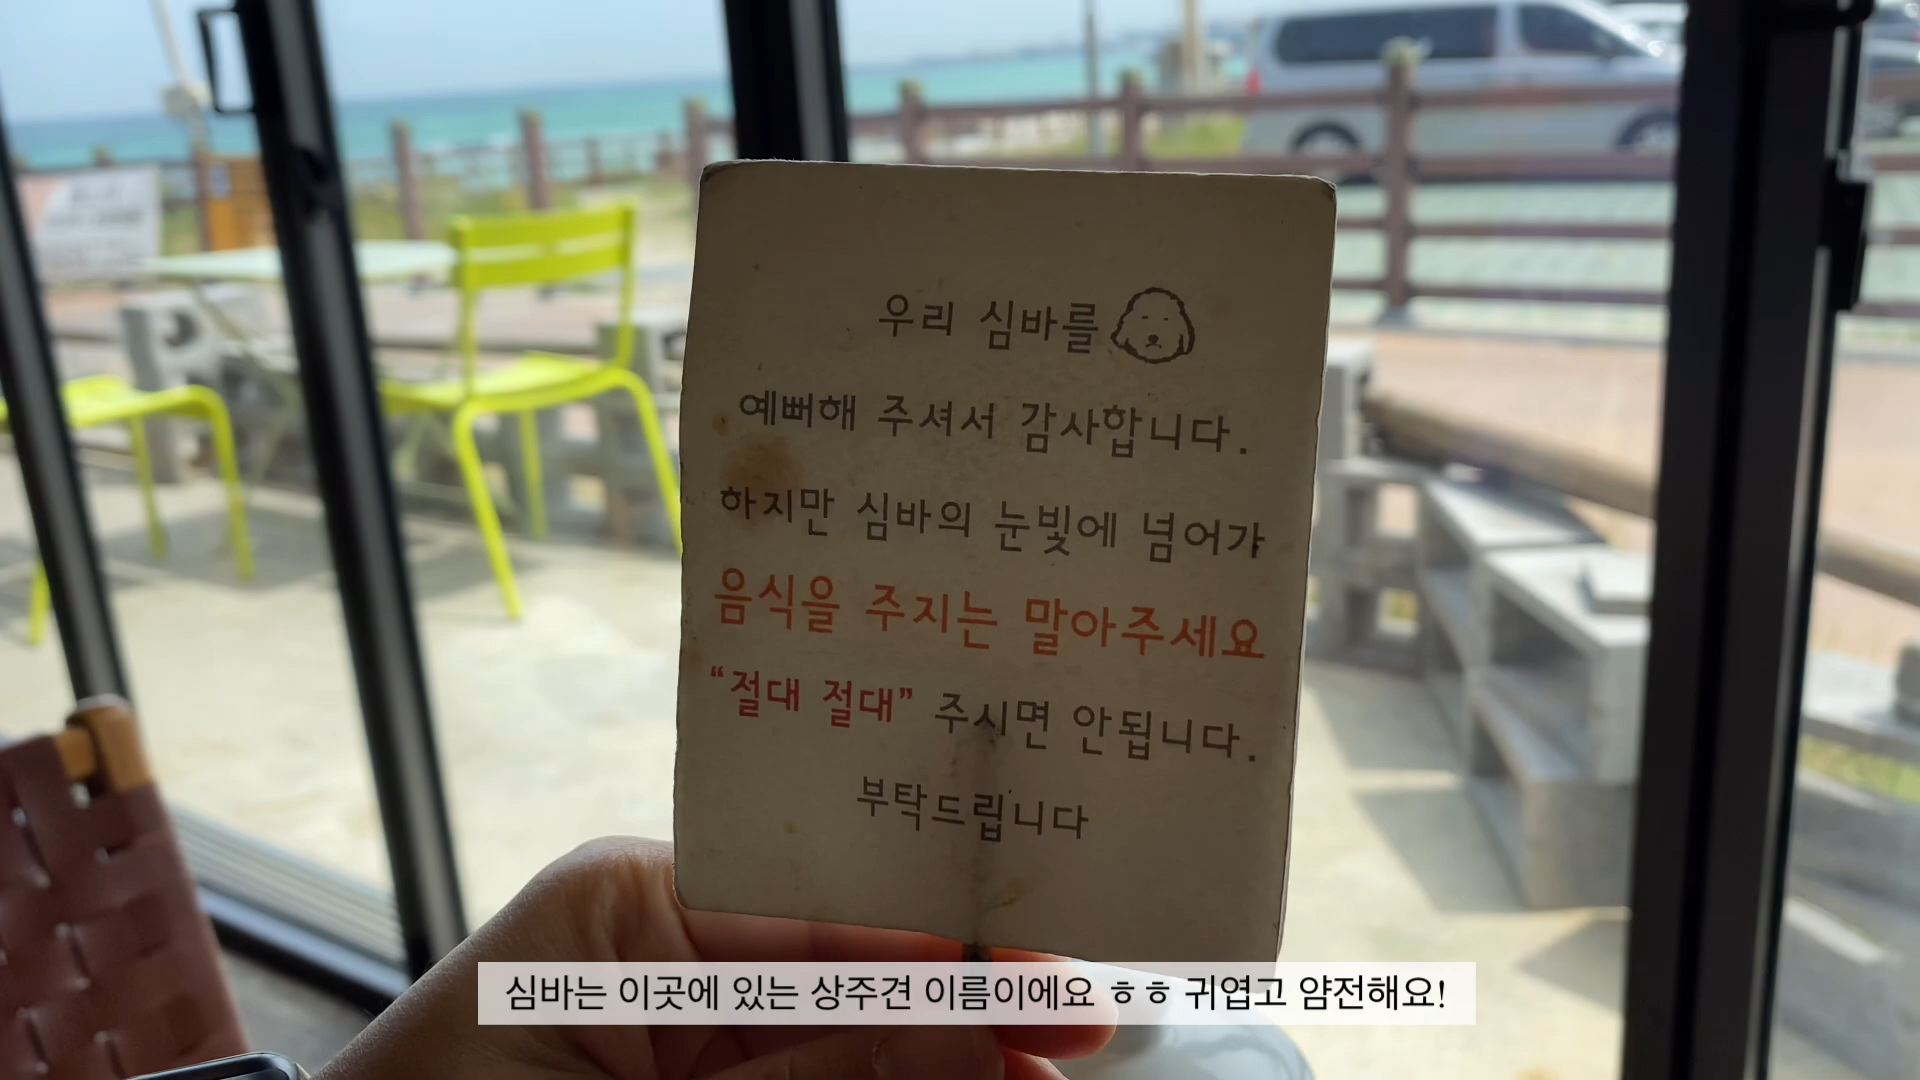 우리 심바를
예뻐해 주셔서 감사합니다.
하지만 심바의 눈빛에 넘어가
음식을 주지는 말아주세요
“절대 절대” 주시면 안됩니다.
부탁드립니다
심바는 이곳에 있는 상주견 이름이에요 ㅎㅎ 귀엽고 얌전해요!